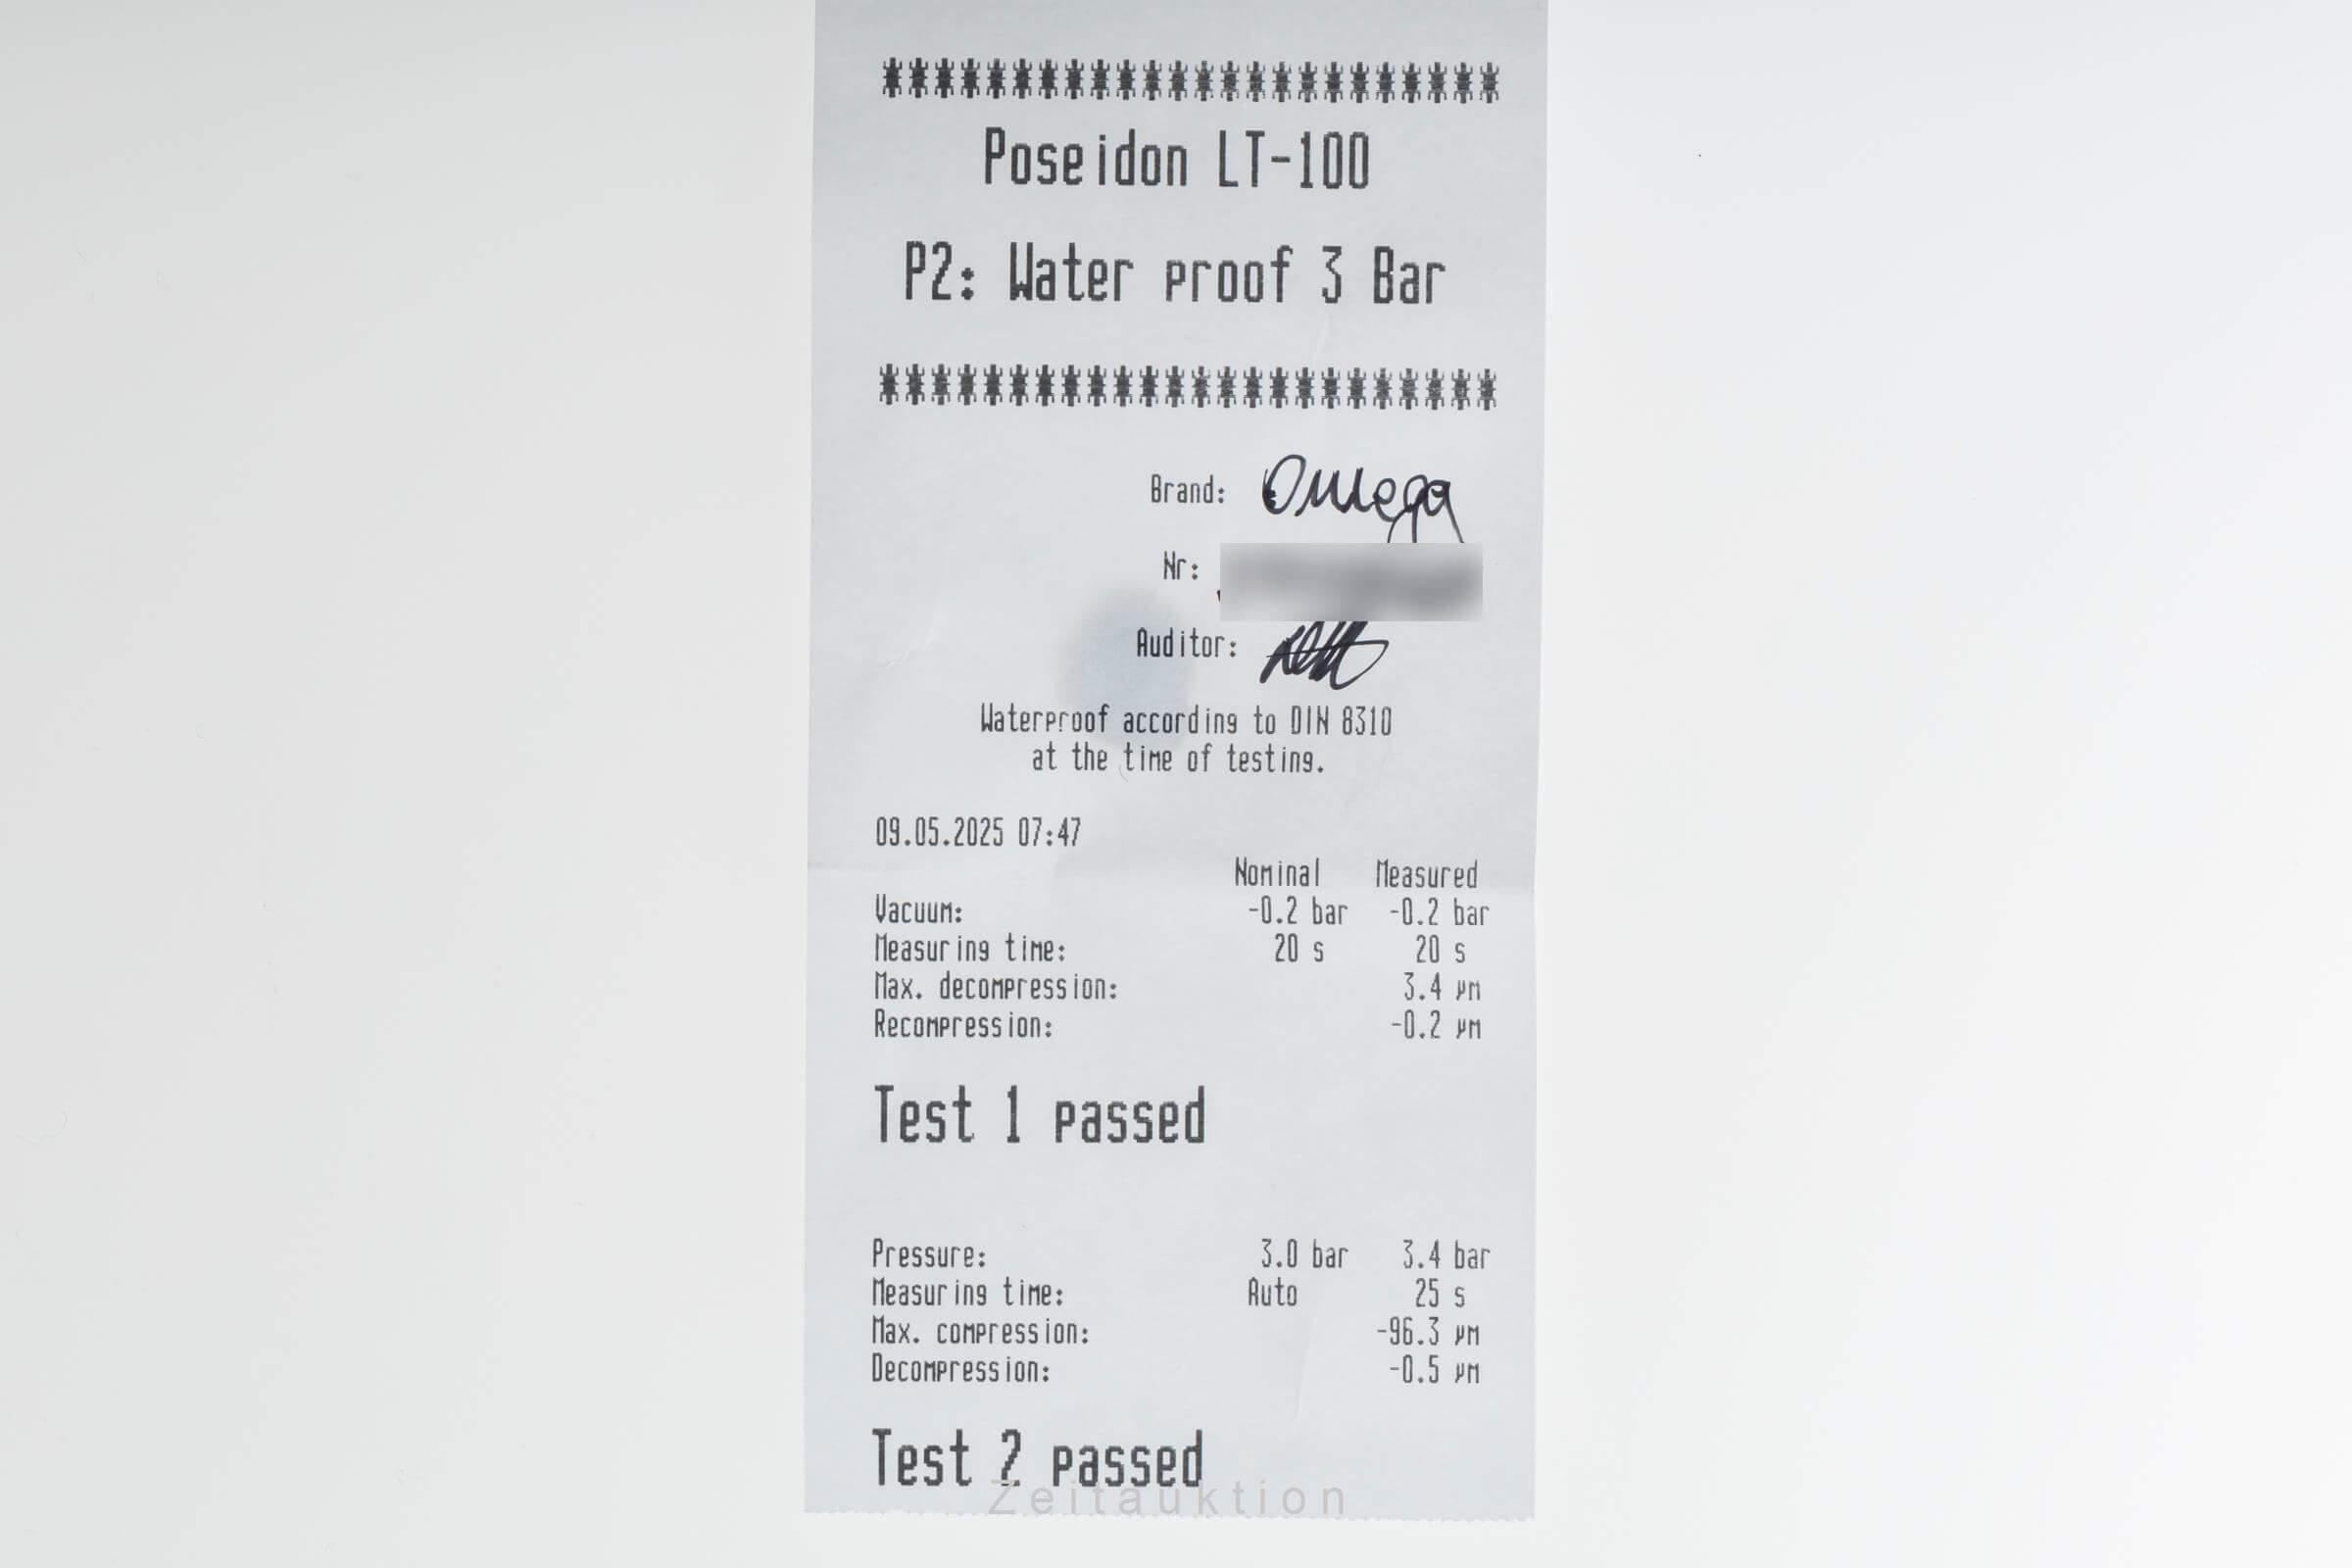 ************************
Poseidon LT-100
P2: Water proof 3 Bar
************************
Brand: Omega
Nr:
Auditor:
Waterproof according to DIN 8310
at the time of testing.
09.05.2025 07:47
Nominal Measured
Vacuum: -0.2 bar -0.2 bar
Measuring time: 20 s 20 s
Max. decompression: 3.4 µm
Recompression: -0.2 µm
Test 1 passed
Pressure: 3.0 bar 3.4 bar
Measuring time: Auto 25 s
Max. compression: -96.3 µm
Decompression: -0.5 µm
Test 2 passed
Zeitauktion